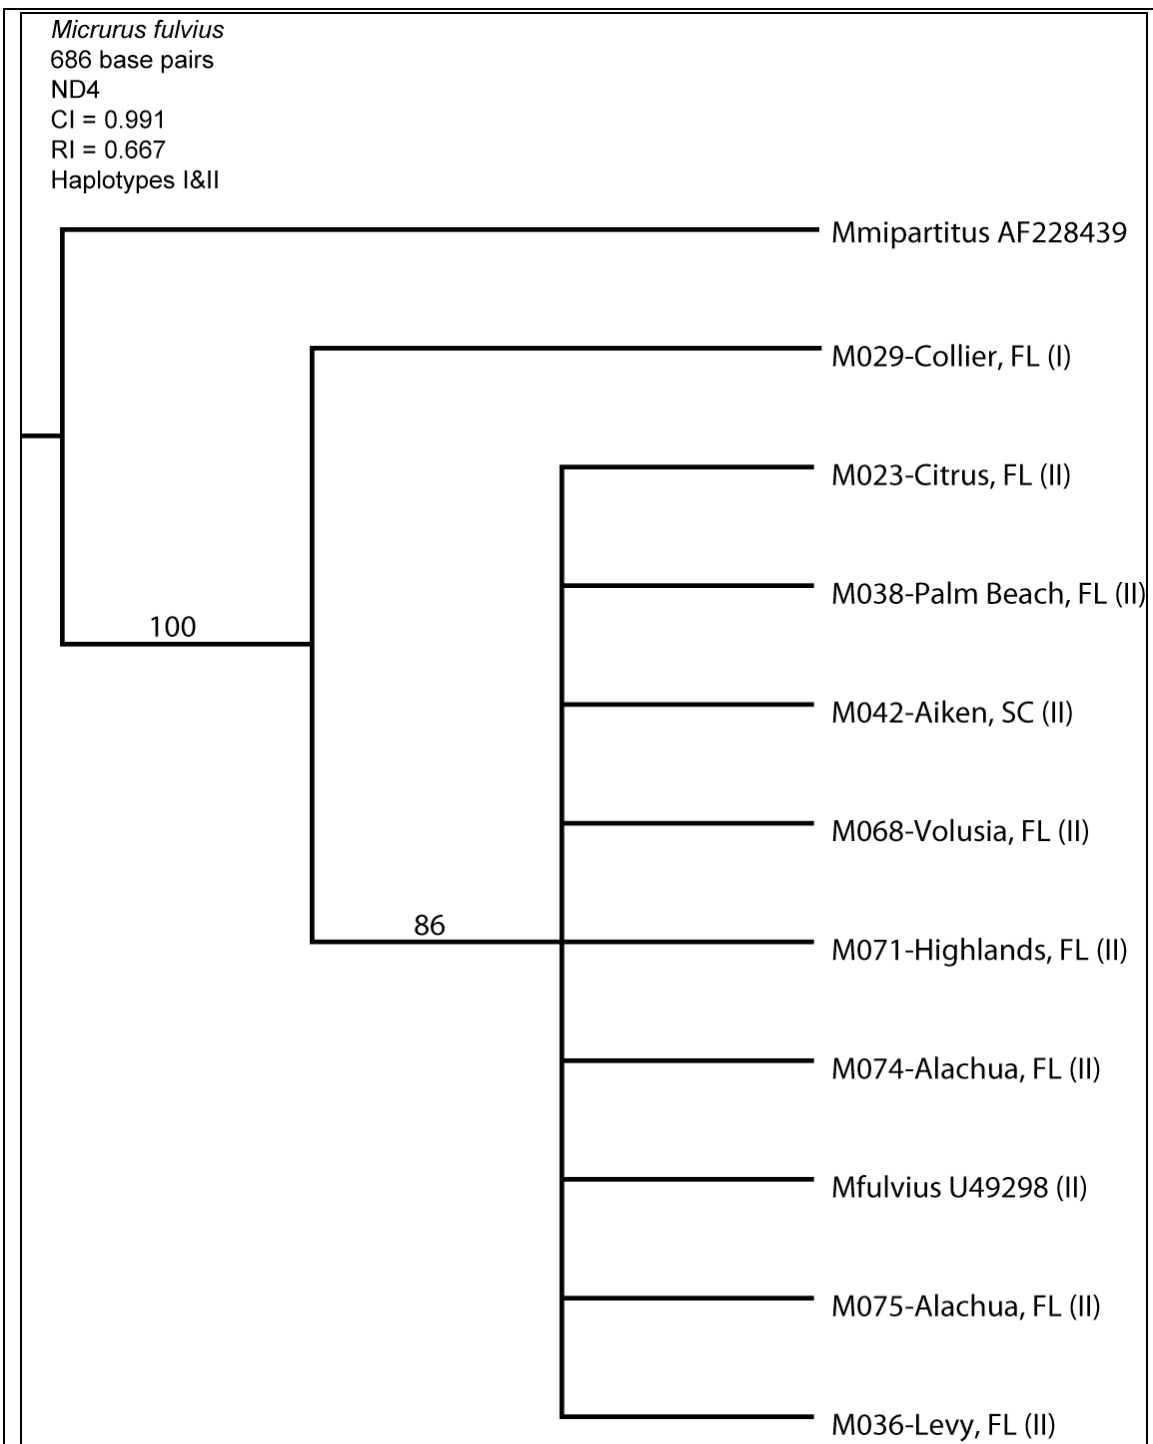 Micrurus fulvius
686 base pairs
ND4
CI = 0.991
RI = 0.667
Haplotypes I&II
Mmipartitus AF228439
M029-Collier, FL (I)
M023-Citrus, FL (II)
M038-Palm Beach, FL (II)
100
M042-Aiken, SC (II)
M068-Volusia, FL (II)
86
M071-Highlands, FL (II)
M074-Alachua, FL (II)
Mfulvius U49298 (II)
M075-Alachua, FL (II)
M036-Levy, FL (II)